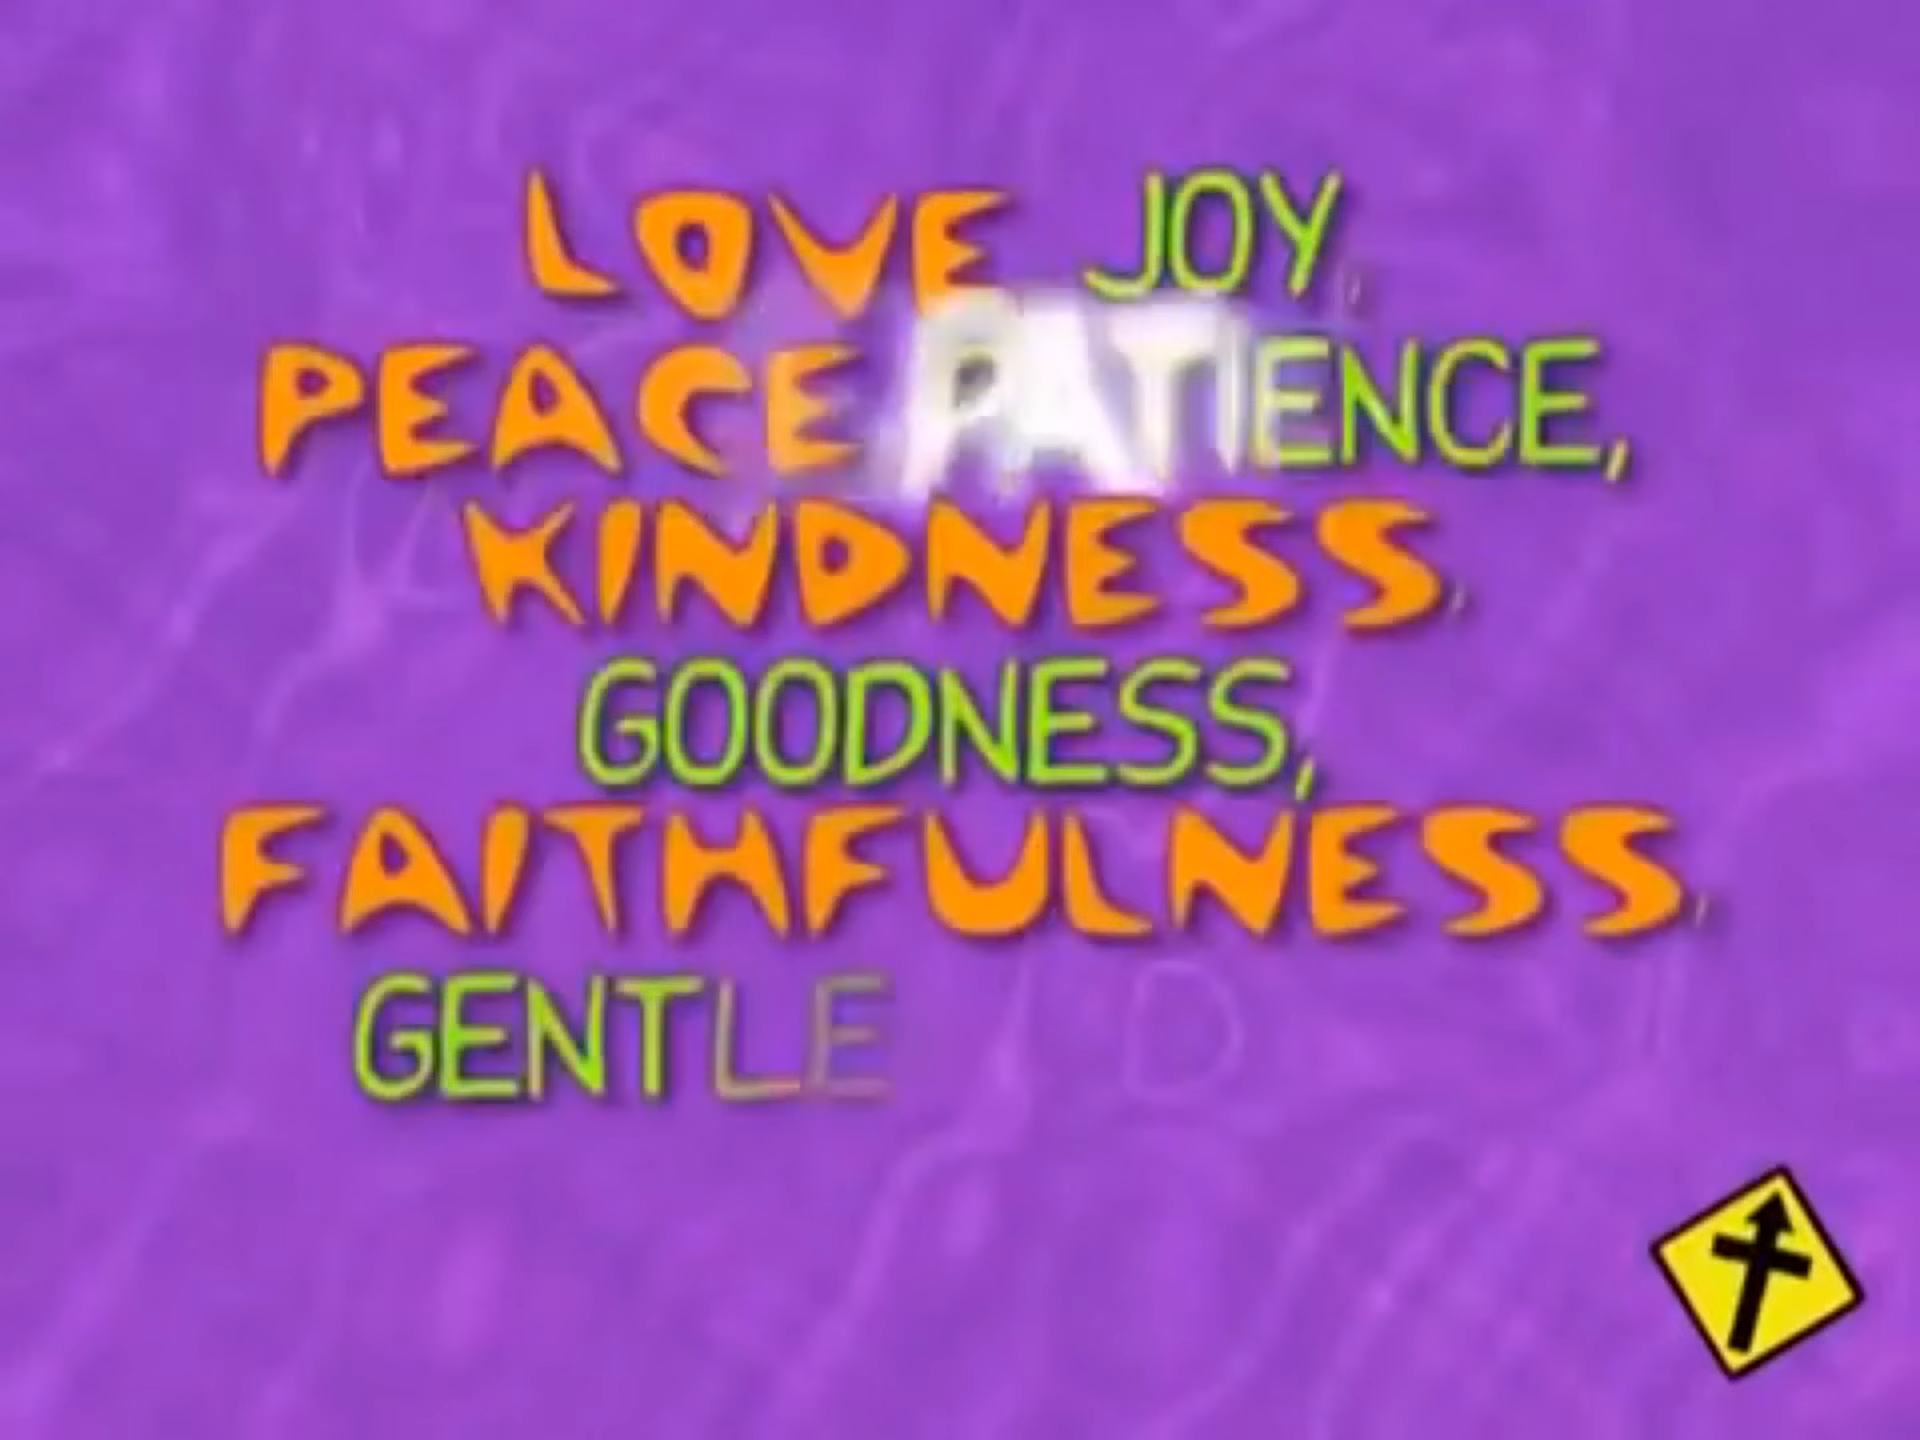 LOVE JOY,
PEACE PATIENCE,
KINDNESS,
GOODNESS,
FAITHFULNESS,
GENTLE D